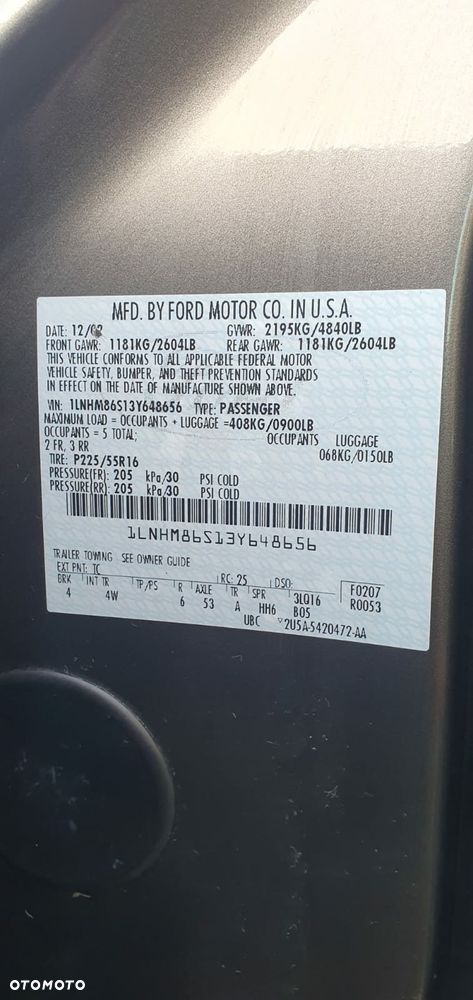 MFD. BY FORD MOTOR CO. IN U.S.A.
DATE: 12/02 GVWR: 2195KG/4840LB
FRONT GAWR: 1181KG/2604LB REAR GAWR: 1181KG/2604LB
THIS VEHICLE CONFORMS TO ALL APPLICABLE FEDERAL MOTOR
VEHICLE SAFETY, BUMPER, AND THEFT PREVENTION STANDARDS
IN EFFECT ON THE DATE OF MANUFACTURE SHOWN ABOVE.
VIN: 1LNHM86S13Y648656 TYPE: PASSENGER
MAXIMUM LOAD = OCCUPANTS + LUGGAGE =408KG/0900LB
OCCUPANTS = 5 TOTAL; OCCUPANTS LUGGAGE
2 FR, 3 RR 068KG/0150LB
TIRE: P225/55R16
PRESSURE(FR): 205 kPa/30 PSI COLD
PRESSURE(RR): 205 kPa/30 PSI COLD
1LNHM86S13Y648656
TRAILER TOWING SEE OWNER GUIDE
EXT PNT: TC RC: 25 DSO: F0207
BRK INT TR TP/PS R AXLE TR SPR 3L016 R0053
4 4W 6 53 A HH6 B05
UBC 2U5A-5420472-AA
OTOMOTO